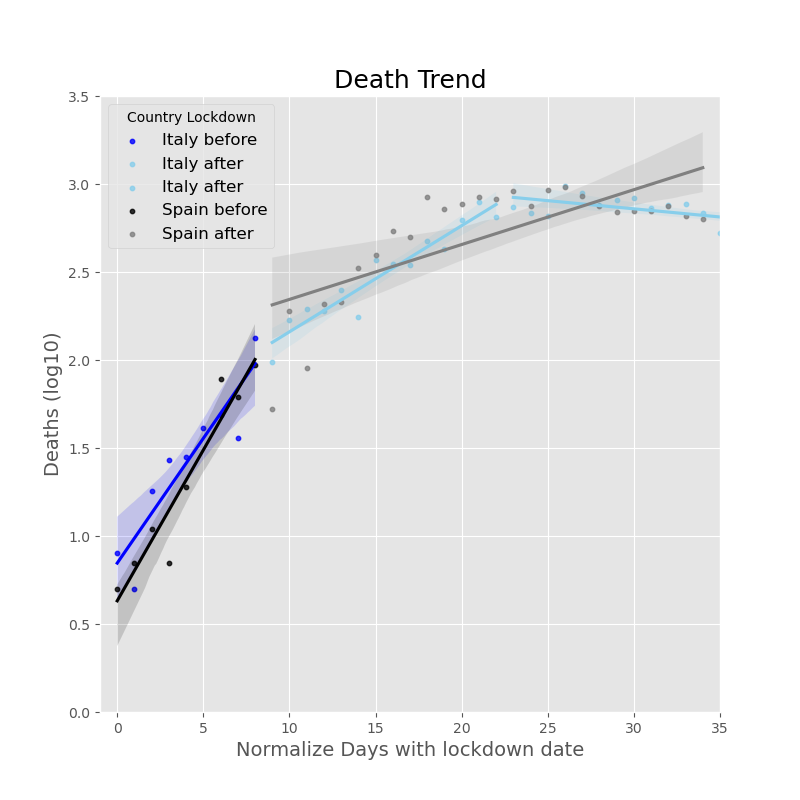 Death Trend
3.5
3.0
2.5
2.0
1.5
1.0
0.5
0.0
Deaths (log10)
Country Lockdown
Italy before
Italy after
Italy after
Spain before
Spain after
0 5 10 15 20 25 30 35
Normalize Days with lockdown date